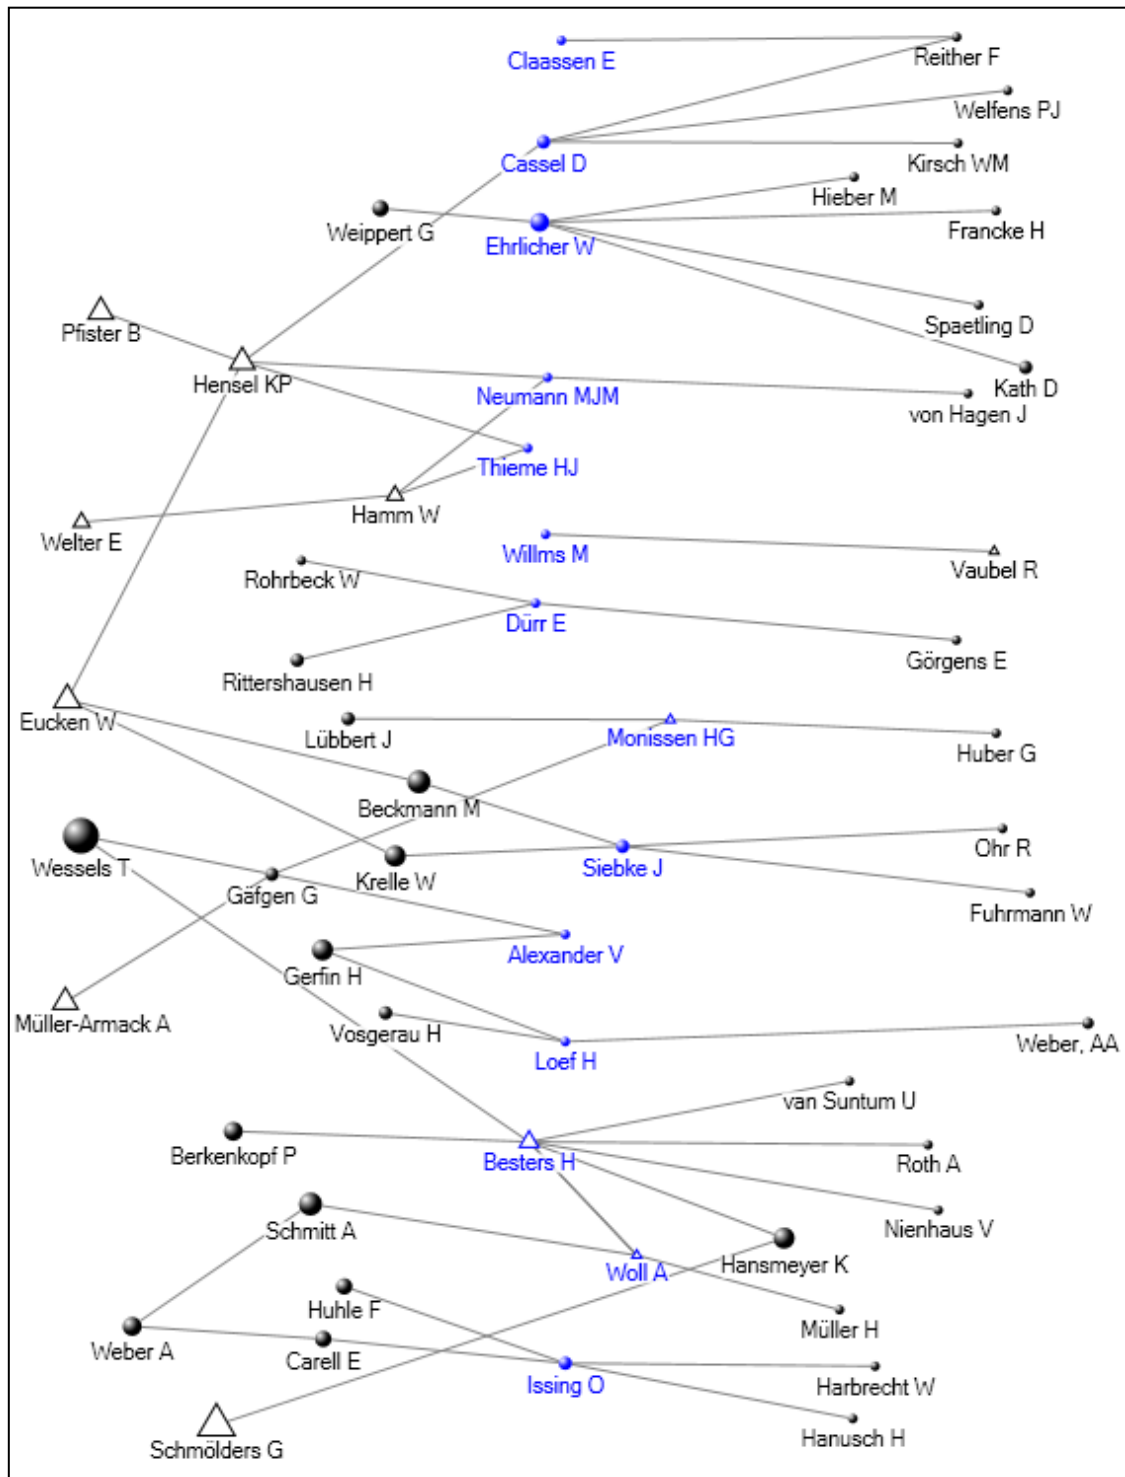 Claassen E
Reither F
Welfens PJ
Cassel D
Kirsch WM
Hieber M
Weippert G
Ehrlicher W
Francke H
Pfister B
Spaetling D
Hensel KP
Kath D
Neumann MJM
von Hagen J
Thieme HJ
Hamm W
Welter E
Willms M
Vaubel R
Rohrbeck W
Dürr E
Görgens E
Rittershausen H
Eucken W
Lübbert J
Monissen HG
Huber G
Beckmann M
Ohr R
Wessels T
Siebke J
Krelle W
Gäfgen G
Fuhrmann W
Alexander V
Gerfin H
Müller-Armack A
Vosgerau H
Weber, AA
Loef H
van Suntum U
Berkenkopf P
Besters H
Roth A
Nienhaus V
Schmitt A
Hansmeyer K
Woll A
Huhle F
Müller H
Weber A
Carell E
Issing O
Harbrecht W
Hanusch H
Schmölders G